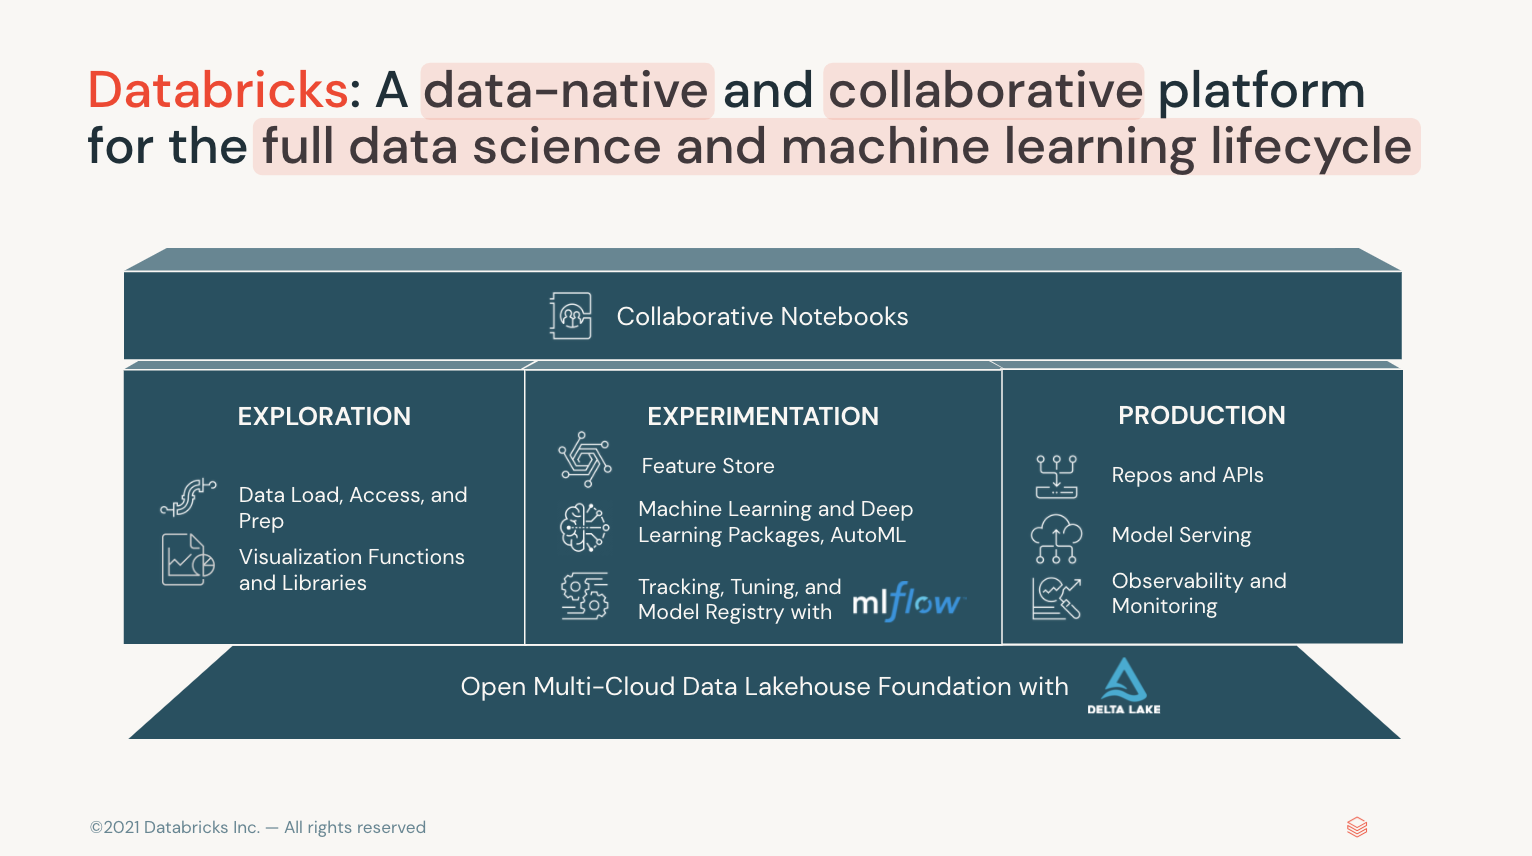 Databricks: A data-native and collaborative platform
for the full data science and machine learning lifecycle
Collaborative Notebooks
EXPLORATION
Data Load, Access, and
Prep
Visualization Functions
and Libraries
EXPERIMENTATION
Feature Store
Machine Learning and Deep
Learning Packages, AutoML
Tracking, Tuning, and
Model Registry with mlflow
PRODUCTION
Repos and APIs
Model Serving
Observability and
Monitoring
Open Multi-Cloud Data Lakehouse Foundation with
DELTA LAKE
©2021 Databricks Inc. — All rights reserved